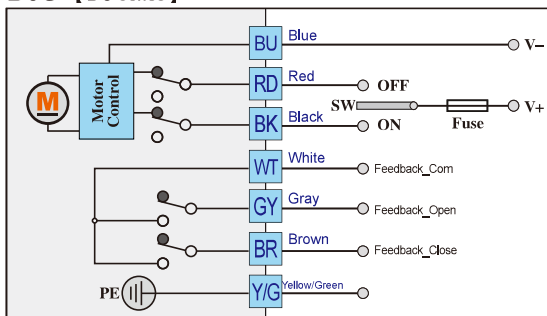 BU Blue V−
RD Red OFF
SW Fuse V+
BK Black ON
M Motor Control
WT White Feedback_Com
GY Gray Feedback_Open
BR Brown Feedback_Close
PE Y/G Yellow/Green